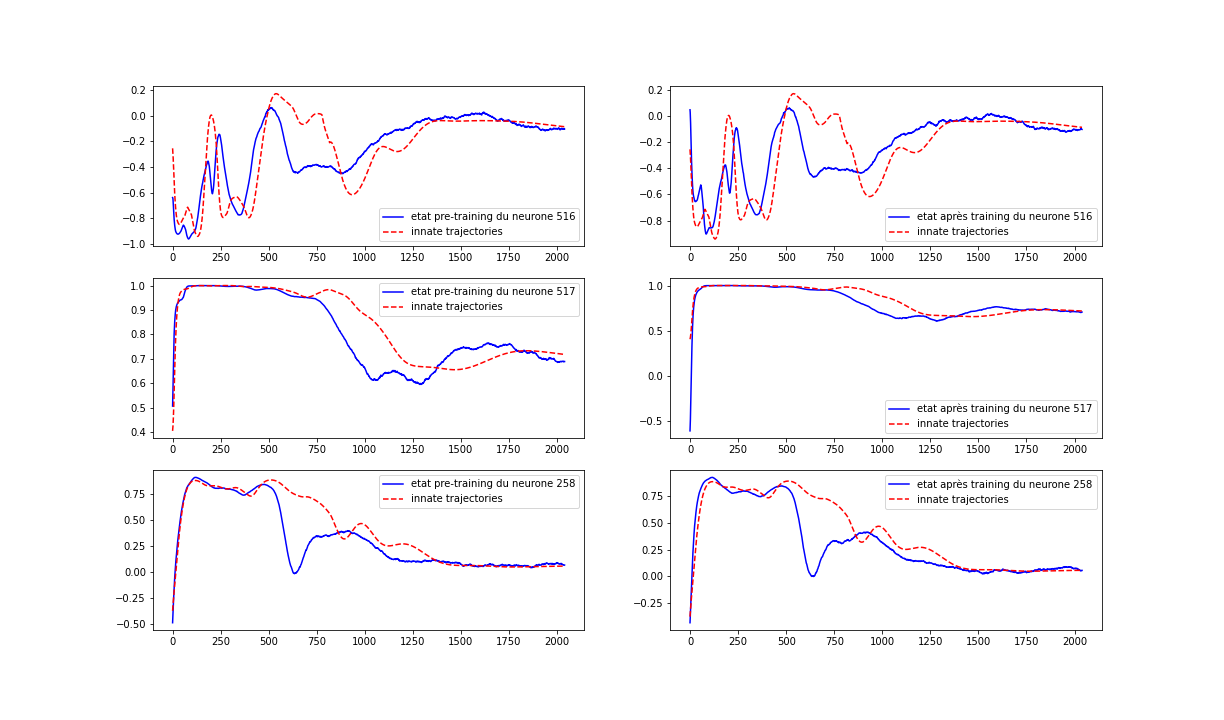 0.2
0.0
−0.2
−0.4
−0.6
−0.8
−1.0
0 250 500 750 1000 1250 1500 1750 2000
etat pre-training du neurone 516
innate trajectories
0.2
0.0
−0.2
−0.4
−0.6
−0.8
0 250 500 750 1000 1250 1500 1750 2000
etat après training du neurone 516
innate trajectories
1.0
0.9
0.8
0.7
0.6
0.5
0.4
0 250 500 750 1000 1250 1500 1750 2000
etat pre-training du neurone 517
innate trajectories
1.0
0.5
0.0
−0.5
0 250 500 750 1000 1250 1500 1750 2000
etat après training du neurone 517
innate trajectories
0.75
0.50
0.25
0.00
−0.25
−0.50
0 250 500 750 1000 1250 1500 1750 2000
etat pre-training du neurone 258
innate trajectories
0.75
0.50
0.25
0.00
−0.25
0 250 500 750 1000 1250 1500 1750 2000
etat après training du neurone 258
innate trajectories